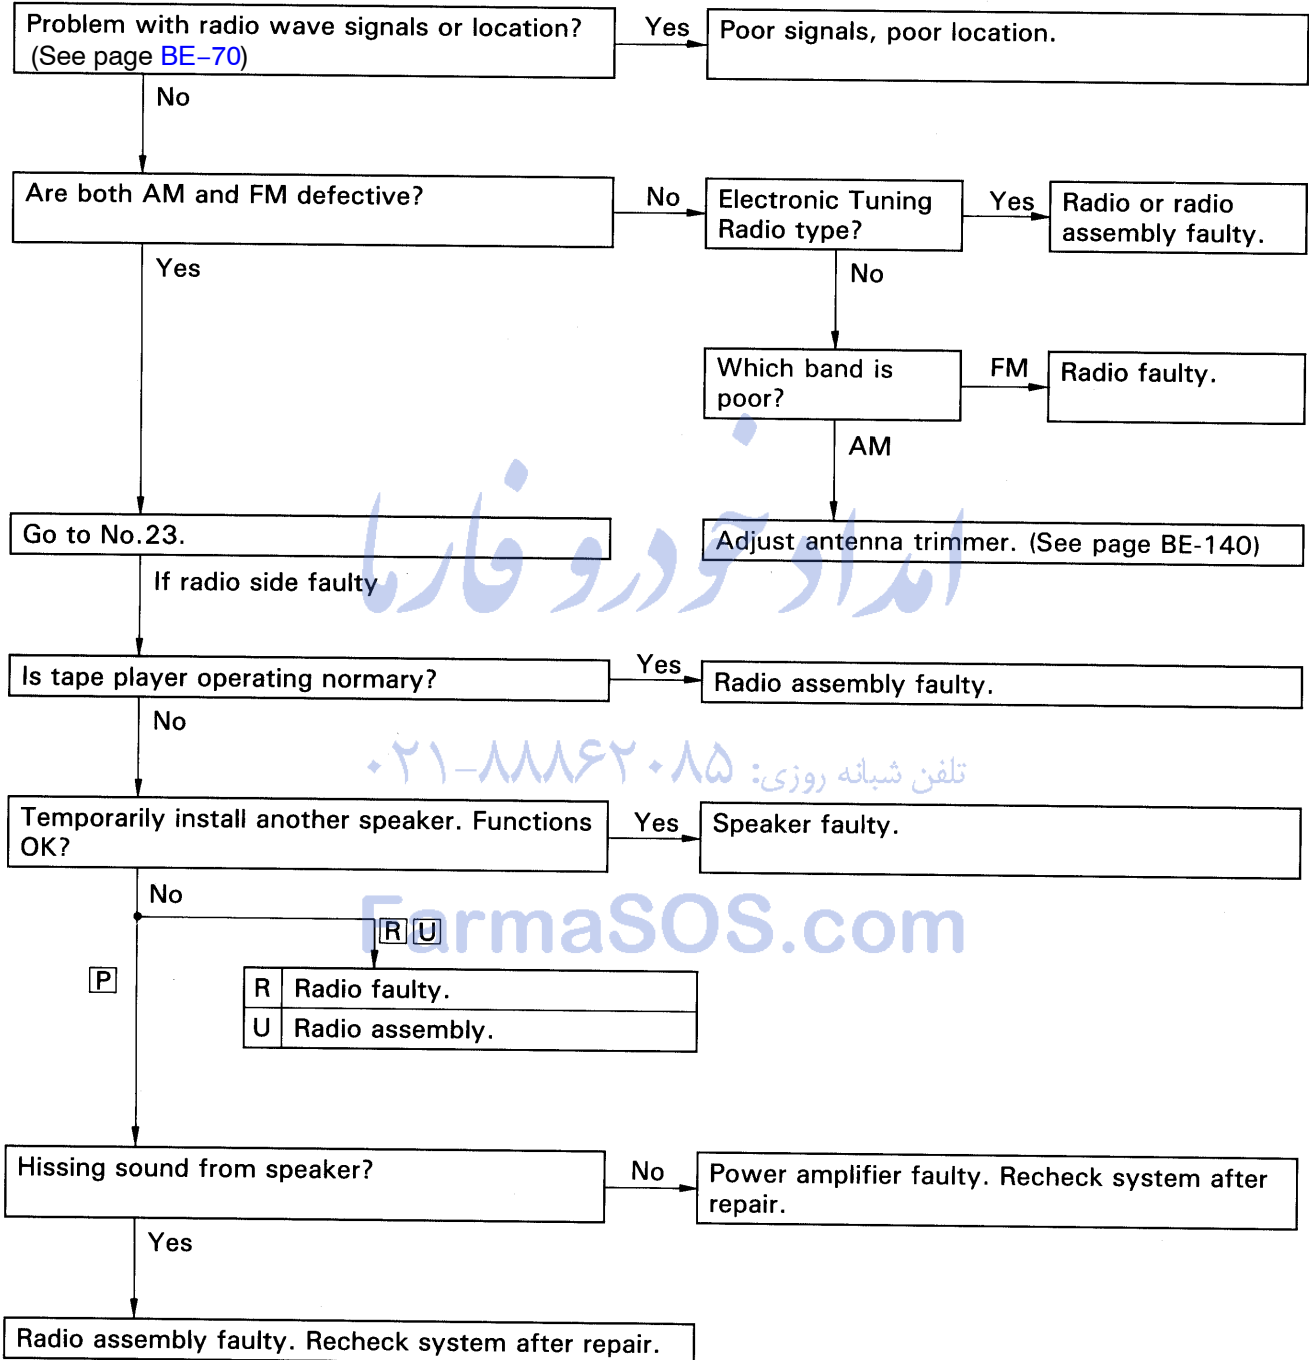 Problem with radio wave signals or location?
(See page BE–70)
Yes
Poor signals, poor location.
No
Are both AM and FM defective?
No
Electronic Tuning
Radio type?
Yes
Radio or radio
assembly faulty.
Yes
No
Which band is
poor?
FM
Radio faulty.
AM
Go to No.23.
Adjust antenna trimmer. (See page BE-140)
امداد خودرو فارما
If radio side faulty
Is tape player operating normary?
Yes
Radio assembly faulty.
No
تلفن شبانه روزی: ۸۸۸۶۲۰۸۵-۰۲۱
Temporarily install another speaker. Functions
OK?
Yes
Speaker faulty.
No
FarmaSOS.com
R U
P
R Radio faulty.
U Radio assembly.
Hissing sound from speaker?
No
Power amplifier faulty. Recheck system after
repair.
Yes
Radio assembly faulty. Recheck system after repair.